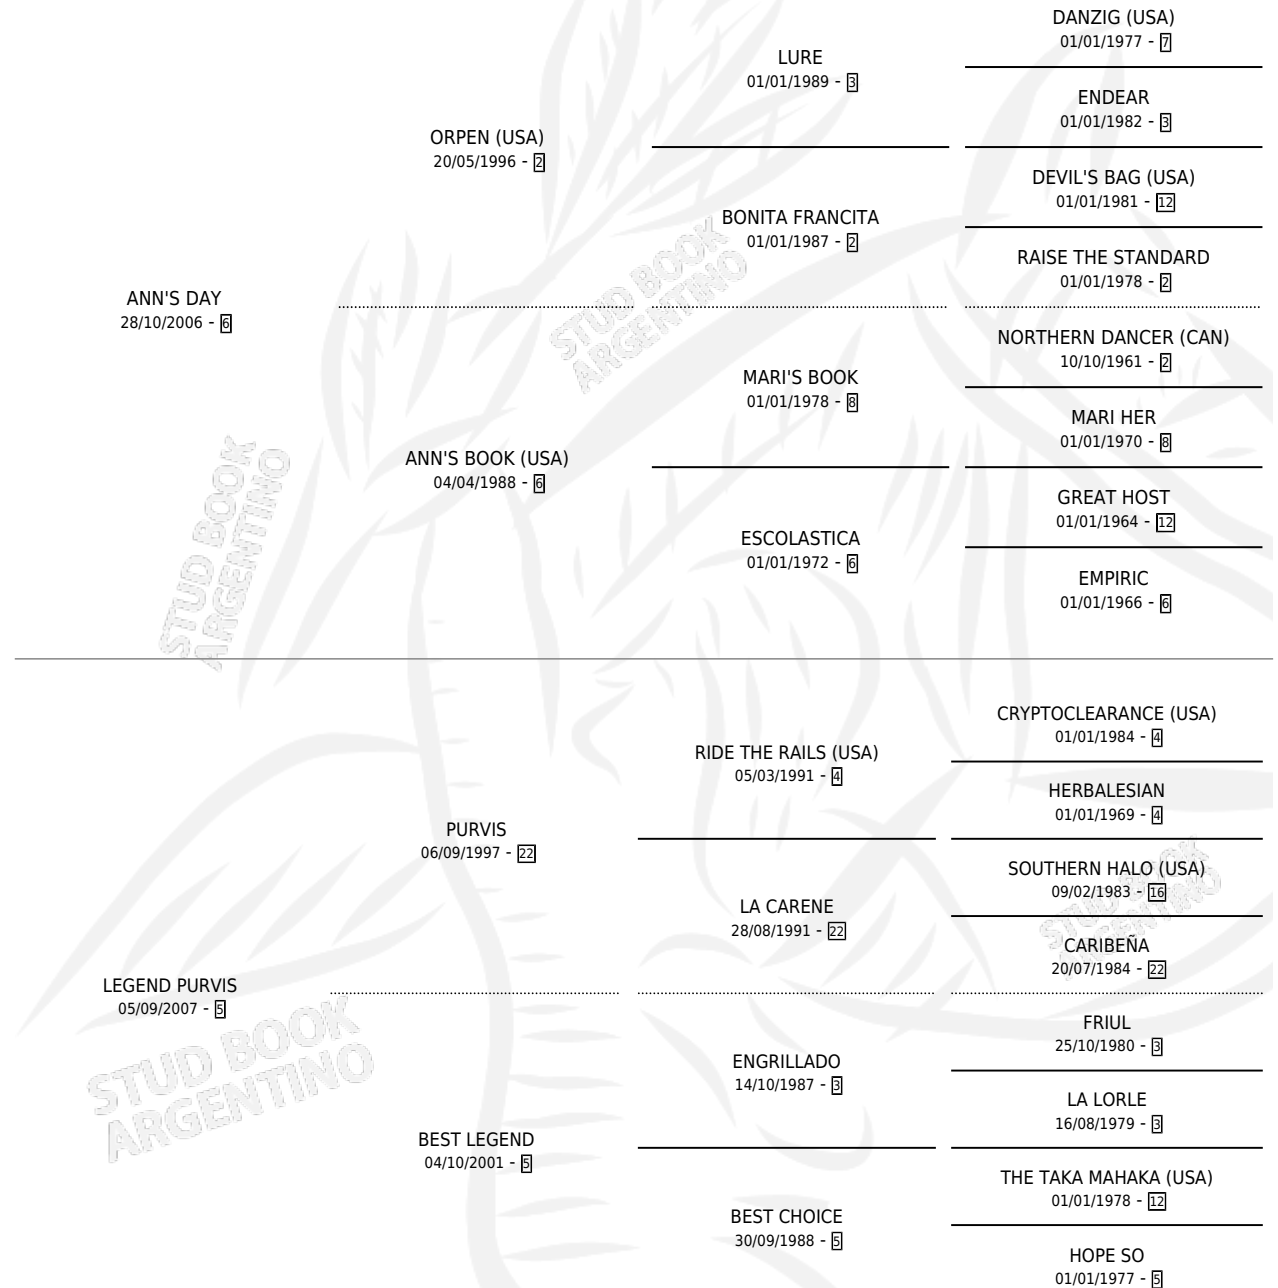 DANZIG (USA)
01/01/1977 - 7
LURE
01/01/1989 - 3
ENDEAR
01/01/1982 - 3
ORPEN (USA)
20/05/1996 - 2
DEVIL'S BAG (USA)
01/01/1981 - 12
BONITA FRANCITA
01/01/1987 - 2
RAISE THE STANDARD
01/01/1978 - 2
ANN'S DAY
28/10/2006 - 6
STUD BOOK
ARGENTINO
NORTHERN DANCER (CAN)
10/10/1961 - 2
MARI'S BOOK
01/01/1978 - 8
MARI HER
01/01/1970 - 8
ANN'S BOOK (USA)
04/04/1988 - 6
GREAT HOST
01/01/1964 - 12
ESCOLASTICA
01/01/1972 - 6
EMPIRIC
01/01/1966 - 6
STUD BOOK
ARGENTINO
CRYPTOCLEARANCE (USA)
01/01/1984 - 4
RIDE THE RAILS (USA)
05/03/1991 - 4
HERBALESIAN
01/01/1969 - 4
PURVIS
06/09/1997 - 22
SOUTHERN HALO (USA)
09/02/1983 - 16
LA CARENE
28/08/1991 - 22
STUD BOOK
ARGENTINO
CARIBEÑA
20/07/1984 - 22
LEGEND PURVIS
05/09/2007 - 5
STUD BOOK
ARGENTINO
FRIUL
25/10/1980 - 3
ENGRILLADO
14/10/1987 - 3
LA LORLE
16/08/1979 - 3
BEST LEGEND
04/10/2001 - 5
THE TAKA MAHAKA (USA)
01/01/1978 - 12
BEST CHOICE
30/09/1988 - 5
HOPE SO
01/01/1977 - 5